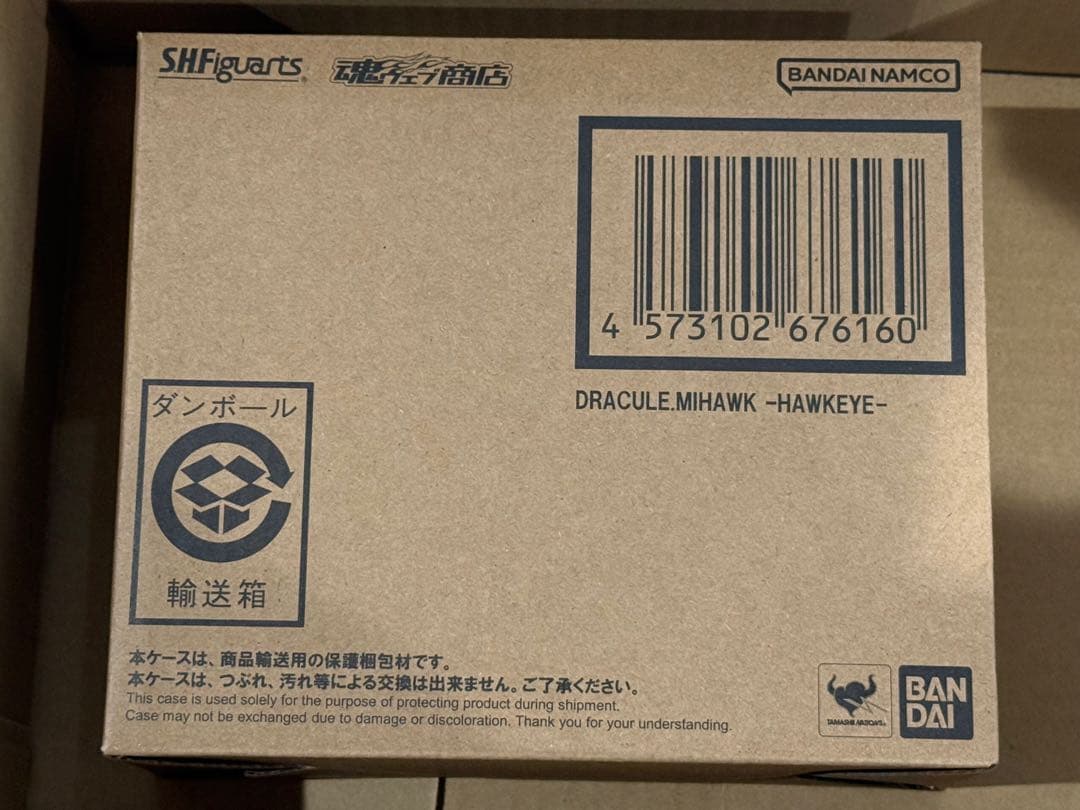 S.H.Figuarts
魂ウェブ商店
BANDAI NAMCO
4 573102 676160
DRACULE.MIHAWK -HAWKEYE-
ダンボール
輸送箱
本ケースは、商品輸送用の保護梱包材です。
本ケースは、つぶれ、汚れ等による交換は出来ません。ご了承ください。
This case is used solely for the purpose of protecting product during shipment.
Case may not be exchanged due to damage or discoloration. Thank you for your understanding.
TAMASHII NATIONS
BAN
DAI